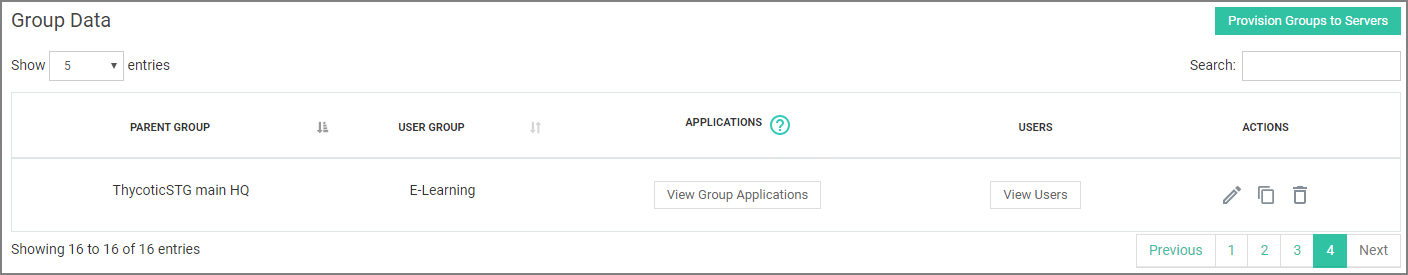 Group Data
Provision Groups to Servers
Show 5 entries
Search:
PARENT GROUP USER GROUP APPLICATIONS ? USERS ACTIONS
ThycoticSTG main HQ E-Learning View Group Applications View Users
Showing 16 to 16 of 16 entries
Previous 1 2 3 4 Next